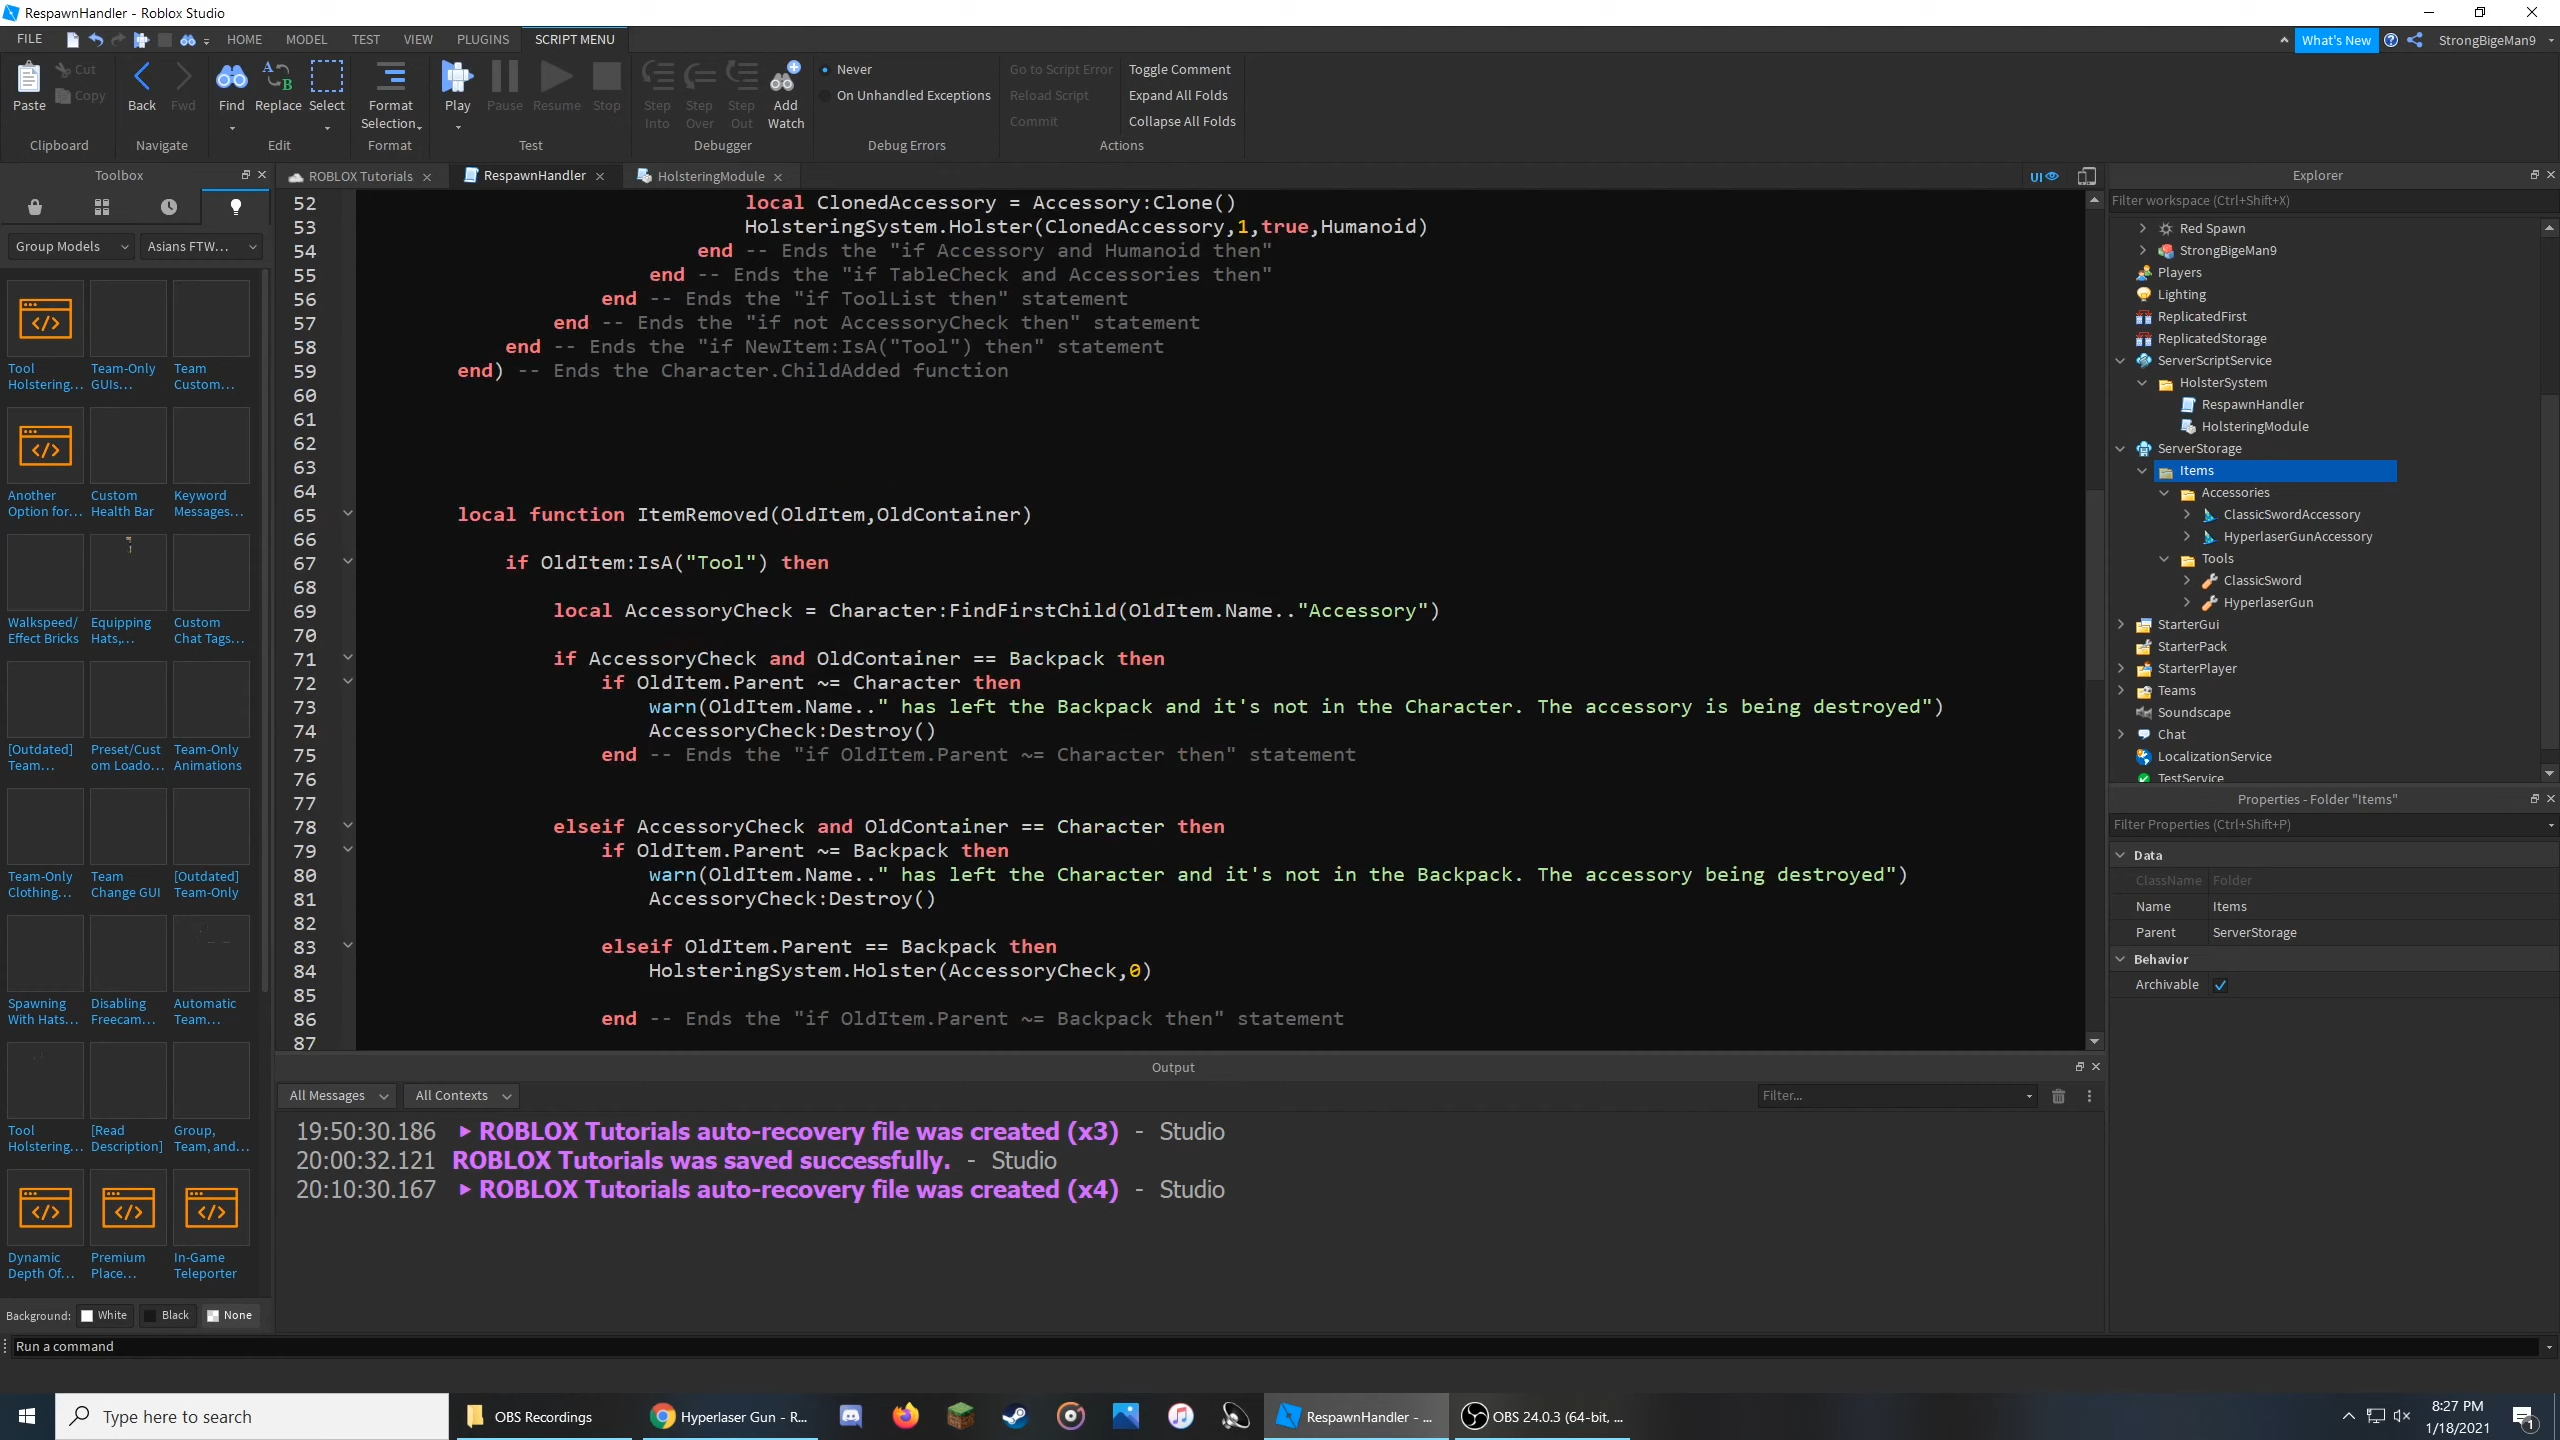 RespawnHandler - Roblox Studio
FILE
HOME
MODEL
TEST
VIEW
PLUGINS
SCRIPT MENU
What's New
StrongBigeMan9
Paste
Cut
Copy
Clipboard
Back
Fwd
Navigate
Find
Replace
Select
Edit
Format
Selection
Format
Play
Pause
Resume
Stop
Test
Step
Into
Step
Over
Step
Out
Add
Watch
Debugger
Never
On Unhandled Exceptions
Debug Errors
Go to Script Error
Reload Script
Commit
Toggle Comment
Expand All Folds
Collapse All Folds
Actions
Toolbox
Group Models
Asians FTW...
Tool
Holstering...
Team-Only
GUIs...
Team
Custom...
Another
Option for...
Custom
Health Bar
Keyword
Messages...
Walkspeed/
Effect Bricks
Equipping
Hats,...
Custom
Chat Tags...
[Outdated]
Team...
Preset/Cust
om Loado...
Team-Only
Animations
Team-Only
Clothing...
Team
Change GUI
[Outdated]
Team-Only
Spawning
With Hats...
Disabling
Freecam...
Automatic
Team...
Tool
Holstering...
[Read
Description]
Group,
Team, and...
Dynamic
Depth Of...
Premium
Place...
In-Game
Teleporter
Background:
White
Black
None
ROBLOX Tutorials
RespawnHandler
HolsteringModule
UI
52 local ClonedAccessory = Accessory:Clone()
53 HolsteringSystem.Holster(ClonedAccessory,1,true,Humanoid)
54 end -- Ends the "if Accessory and Humanoid then"
55 end -- Ends the "if TableCheck and Accessories then"
56 end -- Ends the "if ToolList then" statement
57 end -- Ends the "if not AccessoryCheck then" statement
58 end -- Ends the "if NewItem:IsA("Tool") then" statement
59 end) -- Ends the Character.ChildAdded function
60
61
62
63
64
65 local function ItemRemoved(OldItem,OldContainer)
66
67 if OldItem:IsA("Tool") then
68
69 local AccessoryCheck = Character:FindFirstChild(OldItem.Name.."Accessory")
70
71 if AccessoryCheck and OldContainer == Backpack then
72 if OldItem.Parent ~= Character then
73 warn(OldItem.Name.." has left the Backpack and it's not in the Character. The accessory is being destroyed")
74 AccessoryCheck:Destroy()
75 end -- Ends the "if OldItem.Parent ~= Character then" statement
76
77
78 elseif AccessoryCheck and OldContainer == Character then
79 if OldItem.Parent ~= Backpack then
80 warn(OldItem.Name.." has left the Character and it's not in the Backpack. The accessory being destroyed")
81 AccessoryCheck:Destroy()
82
83 elseif OldItem.Parent == Backpack then
84 HolsteringSystem.Holster(AccessoryCheck,0)
85
86 end -- Ends the "if OldItem.Parent ~= Backpack then" statement
87
Output
All Messages
All Contexts
Filter...
19:50:30.186 ROBLOX Tutorials auto-recovery file was created (x3) - Studio
20:00:32.121 ROBLOX Tutorials was saved successfully. - Studio
20:10:30.167 ROBLOX Tutorials auto-recovery file was created (x4) - Studio
Explorer
Filter workspace (Ctrl+Shift+X)
Red Spawn
StrongBigeMan9
Players
Lighting
ReplicatedFirst
ReplicatedStorage
ServerScriptService
HolsterSystem
RespawnHandler
HolsteringModule
ServerStorage
Items
Accessories
ClassicSwordAccessory
HyperlaserGunAccessory
Tools
ClassicSword
HyperlaserGun
StarterGui
StarterPack
StarterPlayer
Teams
Soundscape
Chat
LocalizationService
TestService
Properties - Folder "Items"
Filter Properties (Ctrl+Shift+P)
Data
ClassName Folder
Name Items
Parent ServerStorage
Behavior
Archivable
Run a command
Type here to search
OBS Recordings
Hyperlaser Gun - R...
RespawnHandler - ...
OBS 24.0.3 (64-bit, ...
8:27 PM
1/18/2021
1